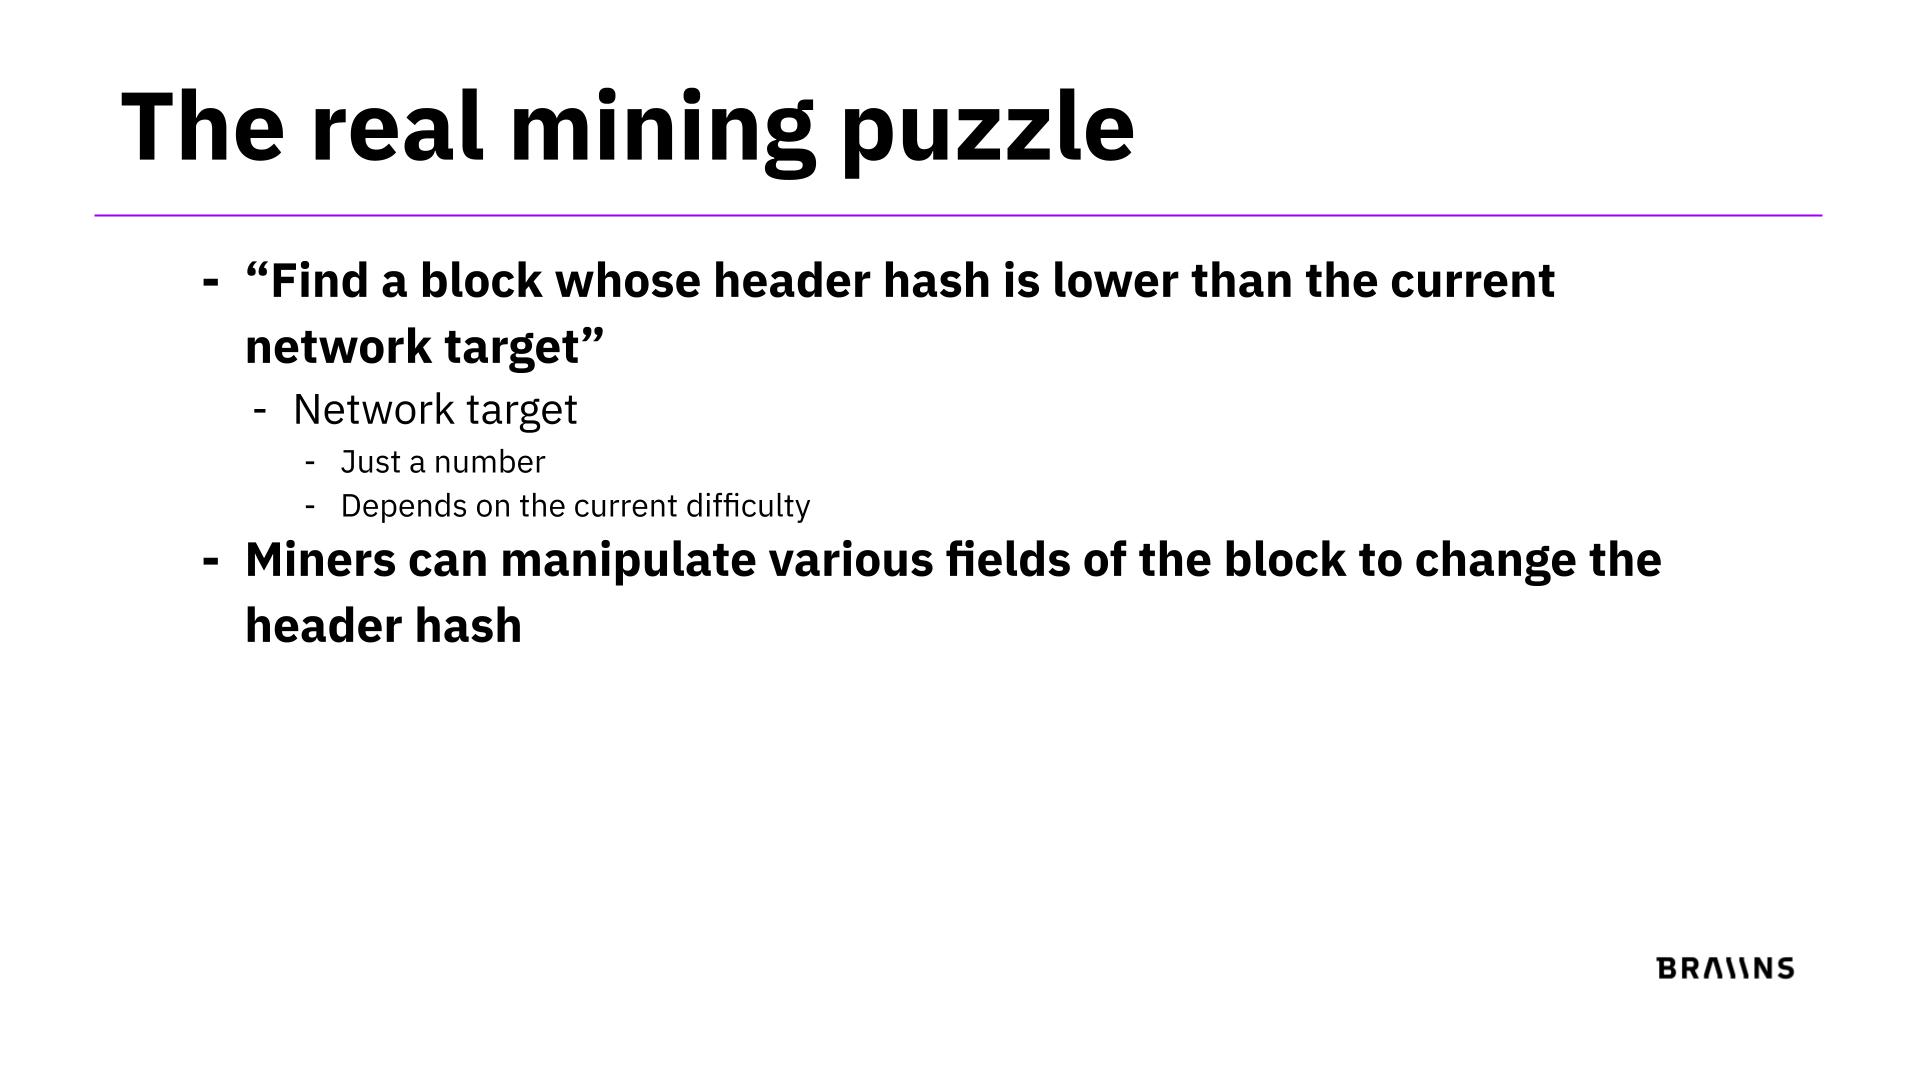 The real mining puzzle
- “Find a block whose header hash is lower than the current
network target”
- Network target
- Just a number
- Depends on the current difficulty
- Miners can manipulate various fields of the block to change the
header hash
BRAIINS